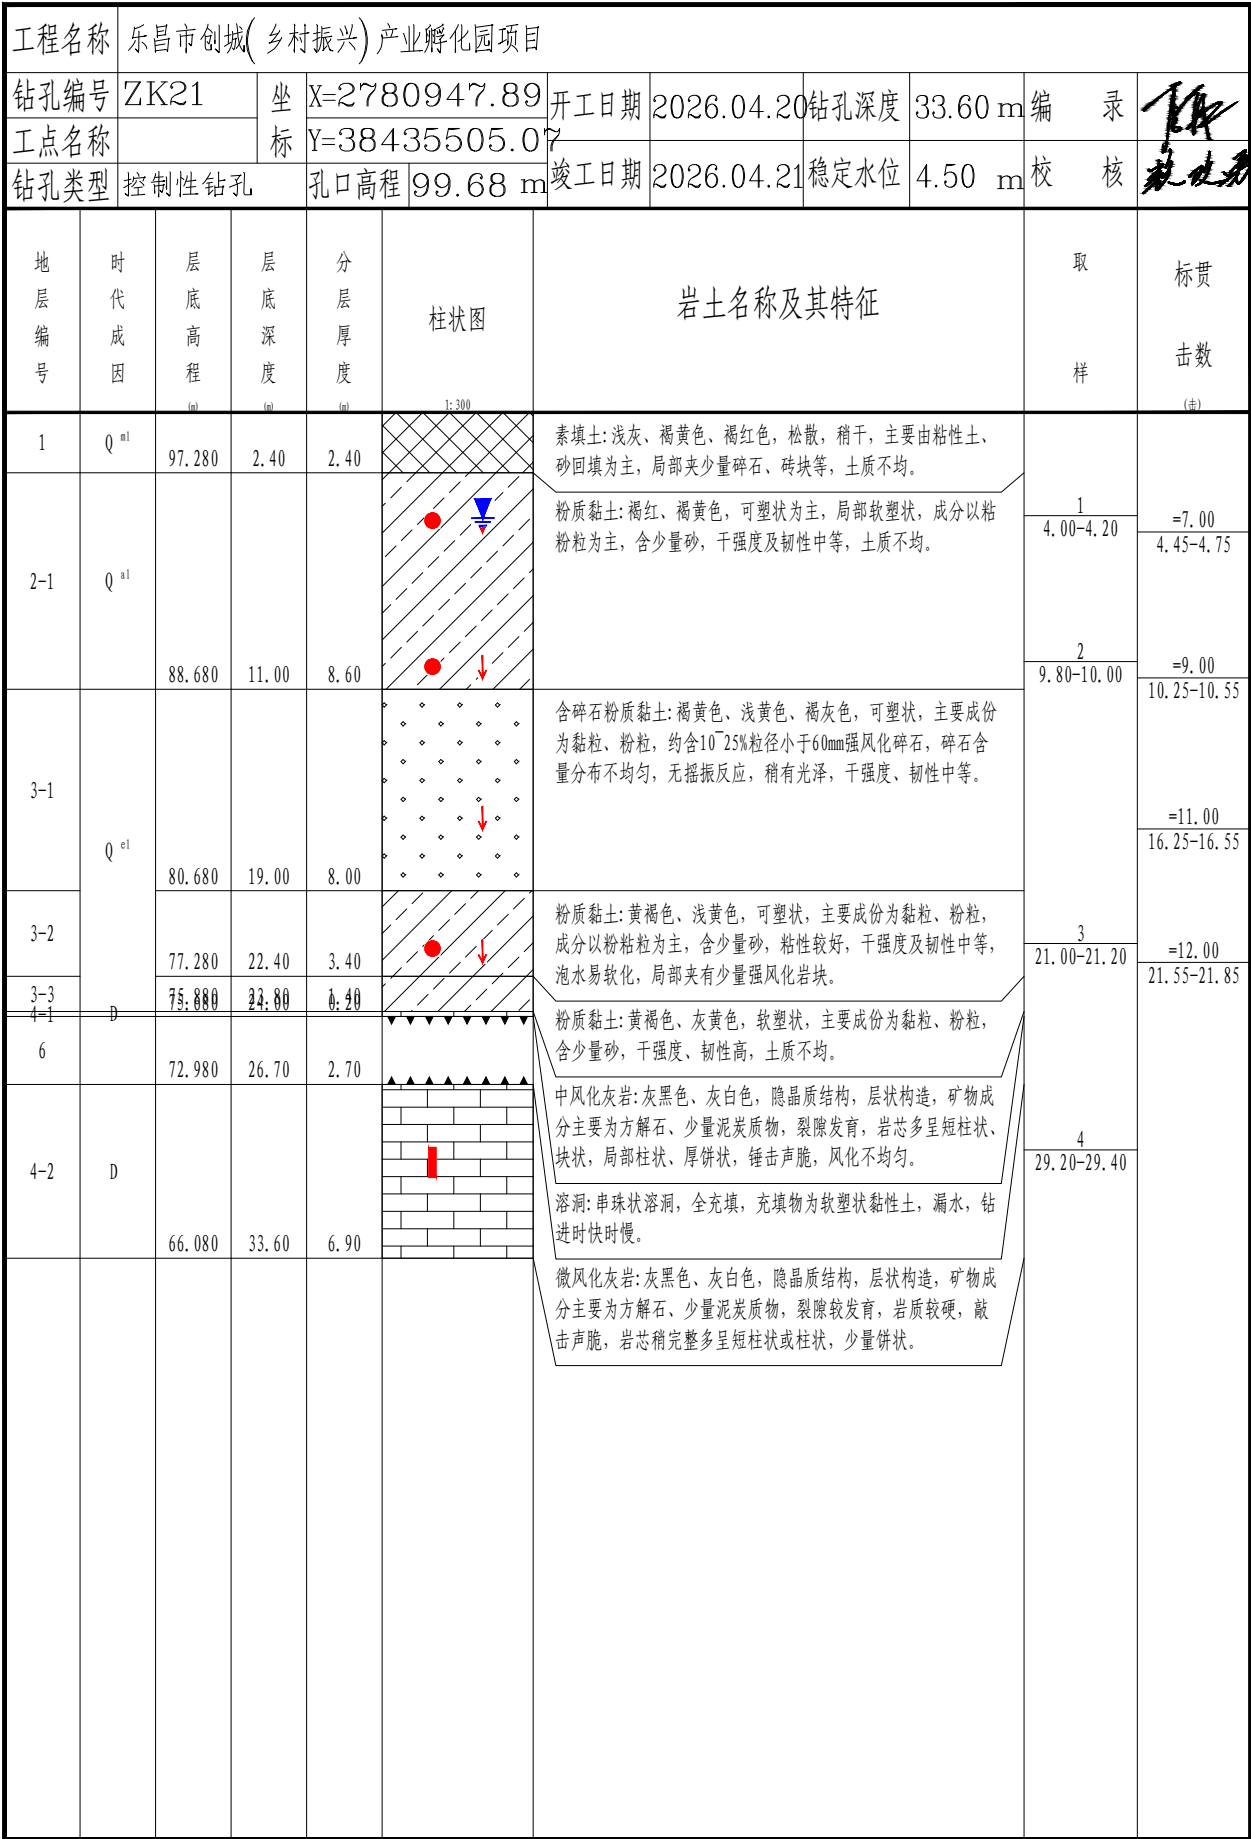 工程名称 乐昌市创城(乡村振兴)产业孵化园项目
钻孔编号 ZK21 坐标 X=2780947.89 开工日期 2026.04.20 钻孔深度 33.60 m 编 录
工点名称 Y=38435505.07
钻孔类型 控制性钻孔 孔口高程 99.68 m 竣工日期 2026.04.21 稳定水位 4.50 m 校 核
地层编号 时代成因 层底高程(m) 层底深度(m) 分层厚度(m) 柱状图 1:300 岩土名称及其特征 取样 标贯击数(击)
1 Q ml 97.280 2.40 2.40
素填土:浅灰、褐黄色、褐红色，松散，稍干，主要由粘性土、
砂回填为主，局部夹少量碎石、砖块等，土质不均。
2-1 Q al 88.680 11.00 8.60
粉质黏土:褐红、褐黄色，可塑状为主，局部软塑状，成分以粘
粉粒为主，含少量砂，干强度及韧性中等，土质不均。
1
4.00-4.20
=7.00
4.45-4.75
2
9.80-10.00
=9.00
10.25-10.55
3-1 Q el 80.680 19.00 8.00
含碎石粉质黏土:褐黄色、浅黄色、褐灰色，可塑状，主要成份
为黏粒、粉粒，约含10~25%粒径小于60mm强风化碎石，碎石含
量分布不均匀，无摇振反应，稍有光泽，干强度、韧性中等。
=11.00
16.25-16.55
3-2 77.280 22.40 3.40
粉质黏土:黄褐色、浅黄色，可塑状，主要成份为黏粒、粉粒，
成分以粉粘粒为主，含少量砂，粘性较好，干强度及韧性中等，
泡水易软化，局部夹有少量强风化岩块。
3
21.00-21.20
=12.00
21.55-21.85
3-3 75.880 23.80 1.40
粉质黏土:黄褐色、灰黄色，软塑状，主要成份为黏粒、粉粒，
含少量砂，干强度、韧性高，土质不均。
4-1 D 75.680 24.00 0.20
中风化灰岩:灰黑色、灰白色，隐晶质结构，层状构造，矿物成
分主要为方解石、少量泥炭质物，裂隙发育，岩芯多呈短柱状、
块状，局部柱状、厚饼状，锤击声脆，风化不均匀。
6 72.980 26.70 2.70
溶洞:串珠状溶洞，全充填，充填物为软塑状黏性土，漏水，钻
进时快时慢。
4-2 D 66.080 33.60 6.90
微风化灰岩:灰黑色、灰白色，隐晶质结构，层状构造，矿物成
分主要为方解石、少量泥炭质物，裂隙较发育，岩质较硬，敲
击声脆，岩芯稍完整多呈短柱状或柱状，少量饼状。
4
29.20-29.40